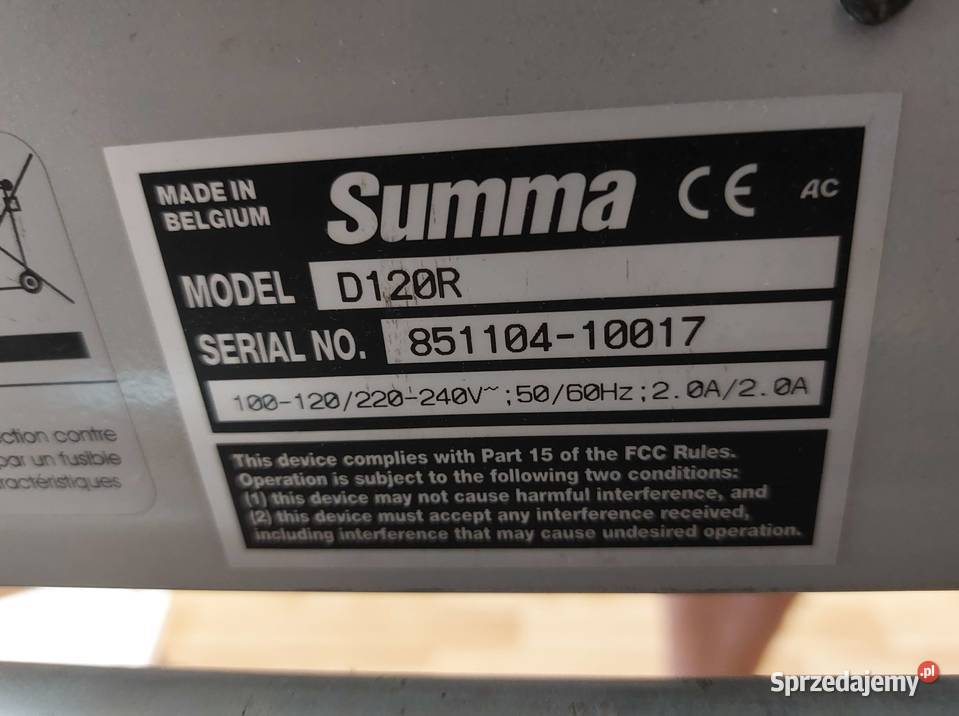 MADE IN
BELGIUM
Summa
CE
AC
MODEL D120R
SERIAL NO. 851104-10017
100-120/220-240V~;50/60Hz;2.0A/2.0A
This device complies with Part 15 of the FCC Rules.
Operation is subject to the following two conditions:
(1) this device may not cause harmful interference, and
(2) this device must accept any interference received,
including interference that may cause undesired operation.
contre
par un fusible
Sprzedajemy.pl